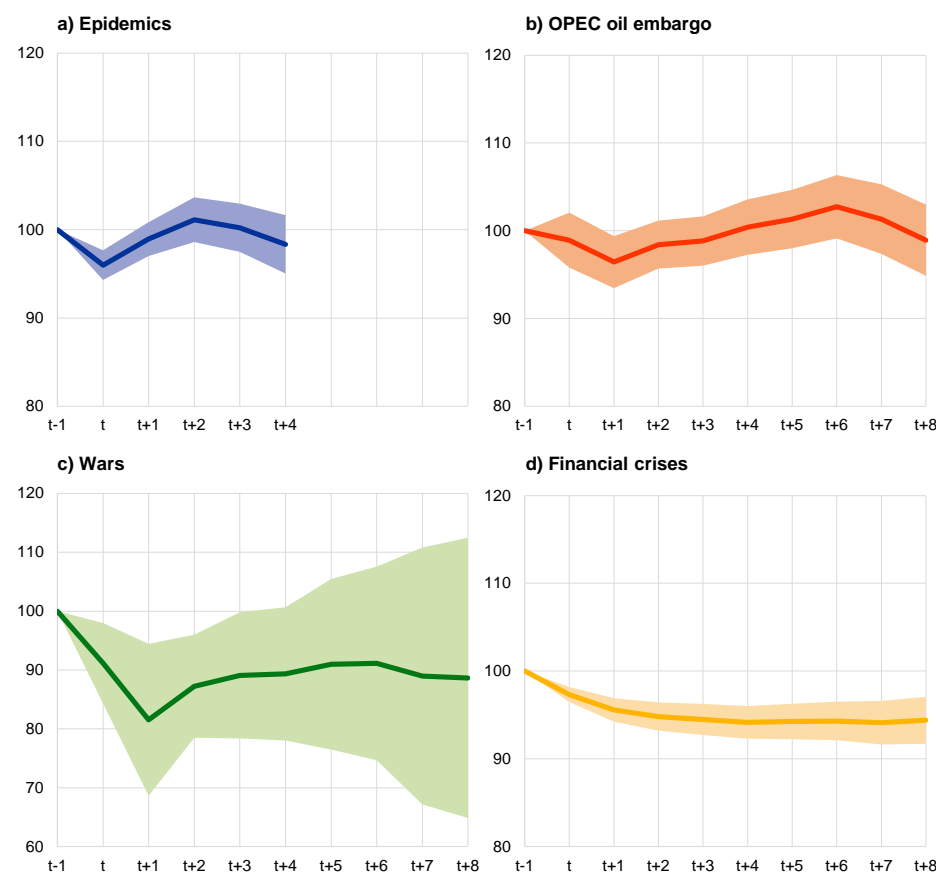 a) Epidemics
120
110
100
90
80
t-1 t t+1 t+2 t+3 t+4
b) OPEC oil embargo
120
110
100
90
80
t-1 t t+1 t+2 t+3 t+4 t+5 t+6 t+7 t+8
c) Wars
120
110
100
90
80
70
60
t-1 t t+1 t+2 t+3 t+4 t+5 t+6 t+7 t+8
d) Financial crises
120
110
100
90
80
t-1 t t+1 t+2 t+3 t+4 t+5 t+6 t+7 t+8